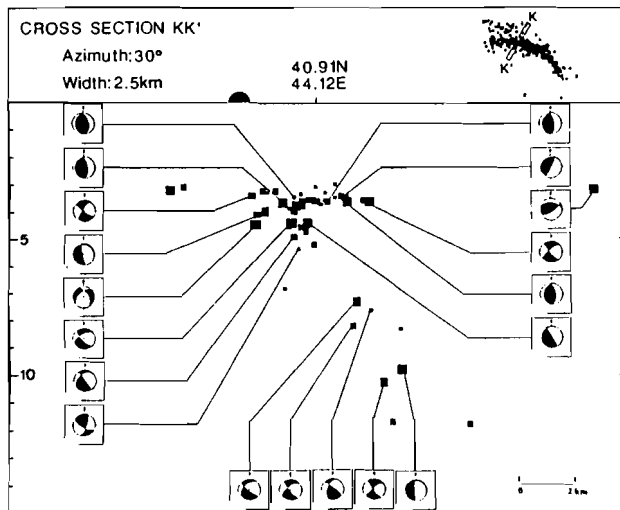 CROSS SECTION KK'
Azimuth: 30°
Width: 2.5km
40.91N
44.12E
K
K'
5
10
0 2 km